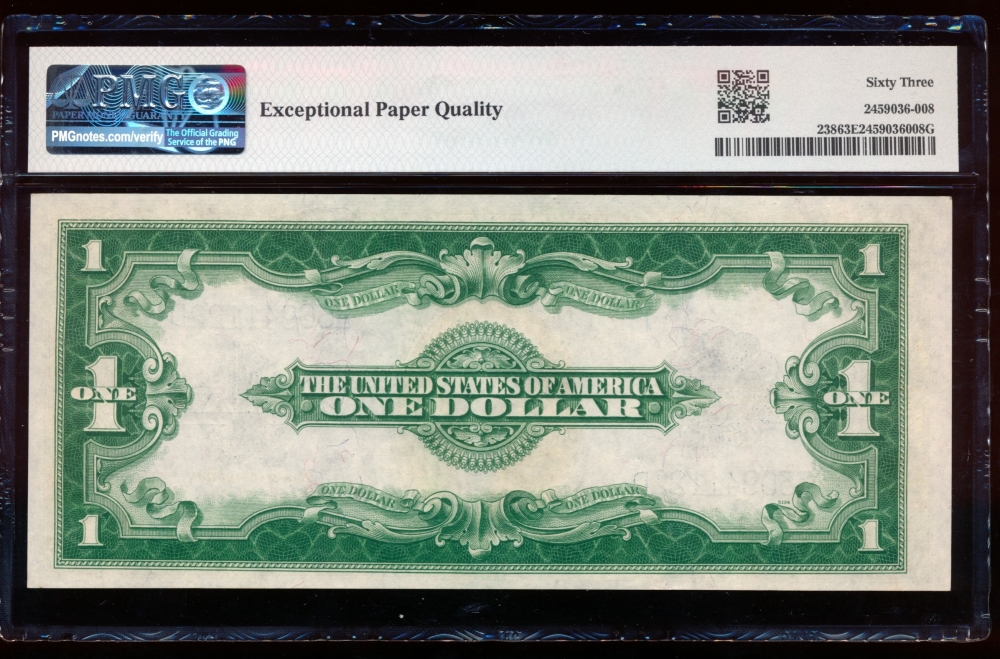 PMG
PAPER MONEY GUARANTY
PMGnotes.com/verify
The Official Grading
Service of the PNG
Exceptional Paper Quality
Sixty Three
2459036-008
23863E2459036008G
1
1
ONE DOLLAR
ONE DOLLAR
1
ONE
THE UNITED STATES OF AMERICA
ONE DOLLAR
1
ONE
ONE DOLLAR
ONE DOLLAR
1
1